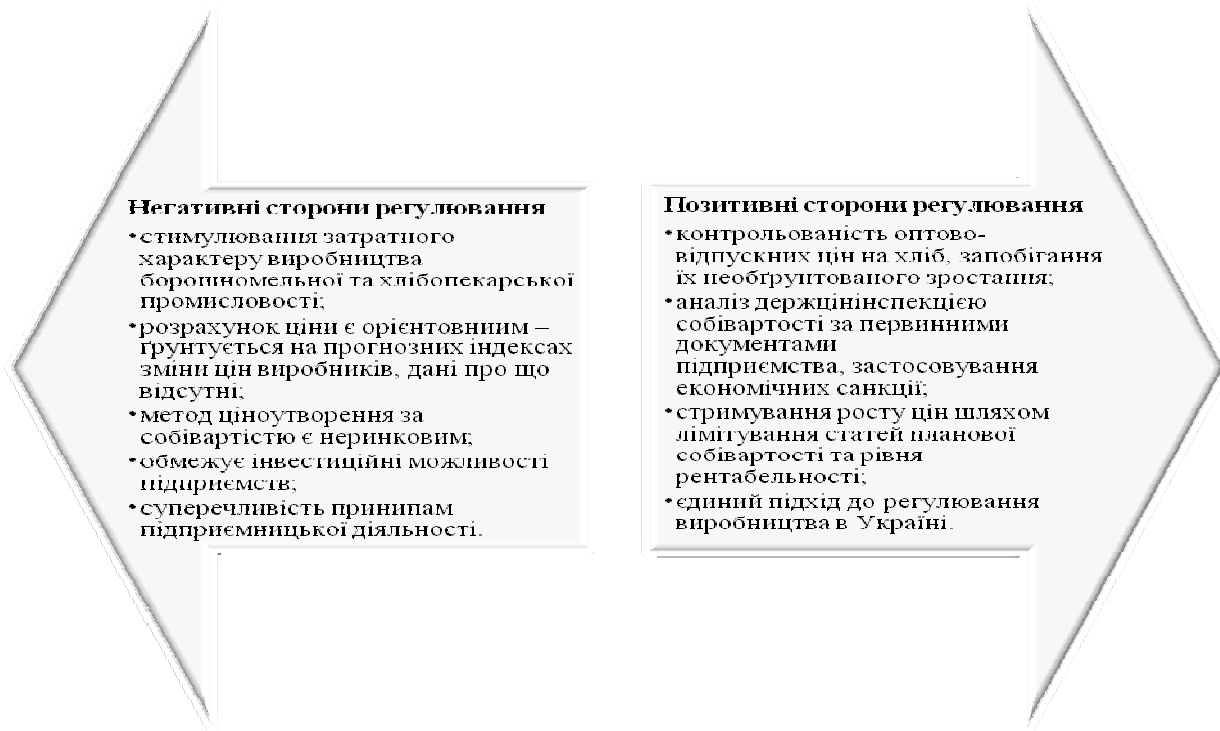 Негативні сторони регулювання
•стимулювання затратного
характеру виробництва
борошномельної та хлібопекарської
промисловості;
•розрахунок ціни є орієнтовниим –
ґрунтується на прогнозних індексах
зміни цін виробників, дані про що
відсутні;
•метод ціноутворення за
собівартістю є неринковим;
•обмежує інвестиційні можливості
підприємств;
•суперечливість принипам
підприємницької діяльності.
Позитивні сторони регулювання
•контрольованість оптово-
відпускних цін на хліб, запобігання
їх необґрунтованого зростання;
•аналіз держцінінспекцією
собівартості за первинними
документами
підприємства, застосовування
економічних санкції;
•стримування росту цін шляхом
лімітування статей планової
собівартості та рівня
рентабельності;
•єдиний підхід до регулювання
виробництва в Україні.